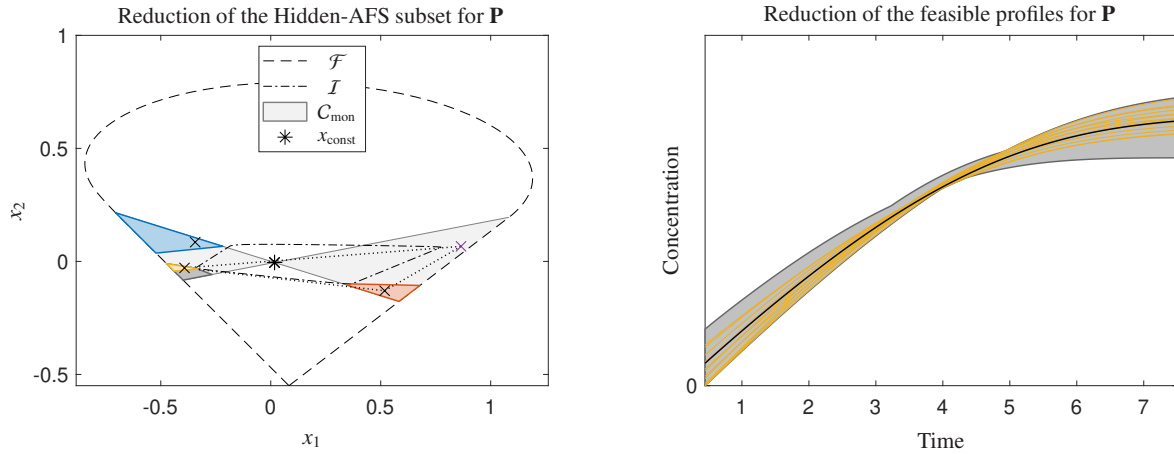 Reduction of the Hidden-AFS subset for P
1
0.5
0
-0.5
-0.5
0
0.5
1
x₁
x₂
ℱ
ℐ
𝒞mon
xconst
Reduction of the feasible profiles for P
Concentration
0
1
2
3
4
5
6
7
Time